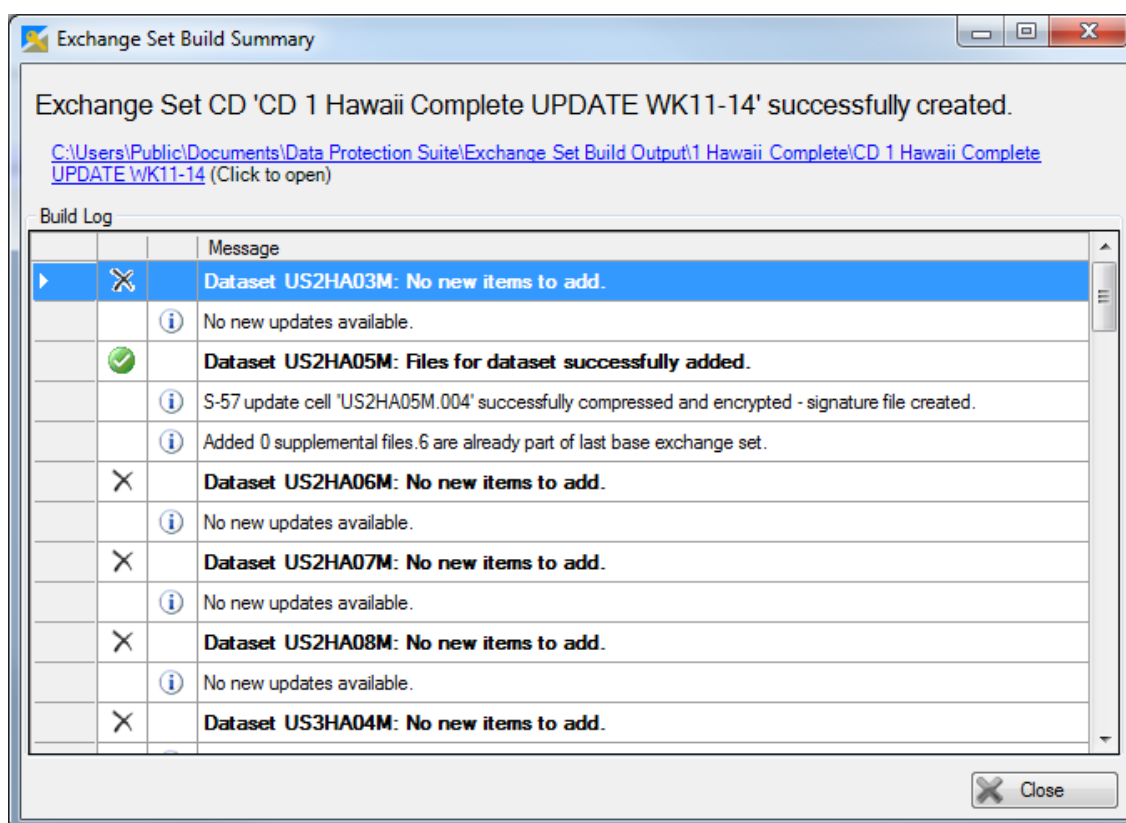 Exchange Set Build Summary
Exchange Set CD 'CD 1 Hawaii Complete UPDATE WK11-14' successfully created.
C:\Users\Public\Documents\Data Protection Suite\Exchange Set Build Output\1 Hawaii Complete\CD 1 Hawaii Complete
UPDATE WK11-14 (Click to open)
Build Log
Message
Dataset US2HA03M: No new items to add.
No new updates available.
Dataset US2HA05M: Files for dataset successfully added.
S-57 update cell 'US2HA05M.004' successfully compressed and encrypted - signature file created.
Added 0 supplemental files.6 are already part of last base exchange set.
Dataset US2HA06M: No new items to add.
No new updates available.
Dataset US2HA07M: No new items to add.
No new updates available.
Dataset US2HA08M: No new items to add.
No new updates available.
Dataset US3HA04M: No new items to add.
Close